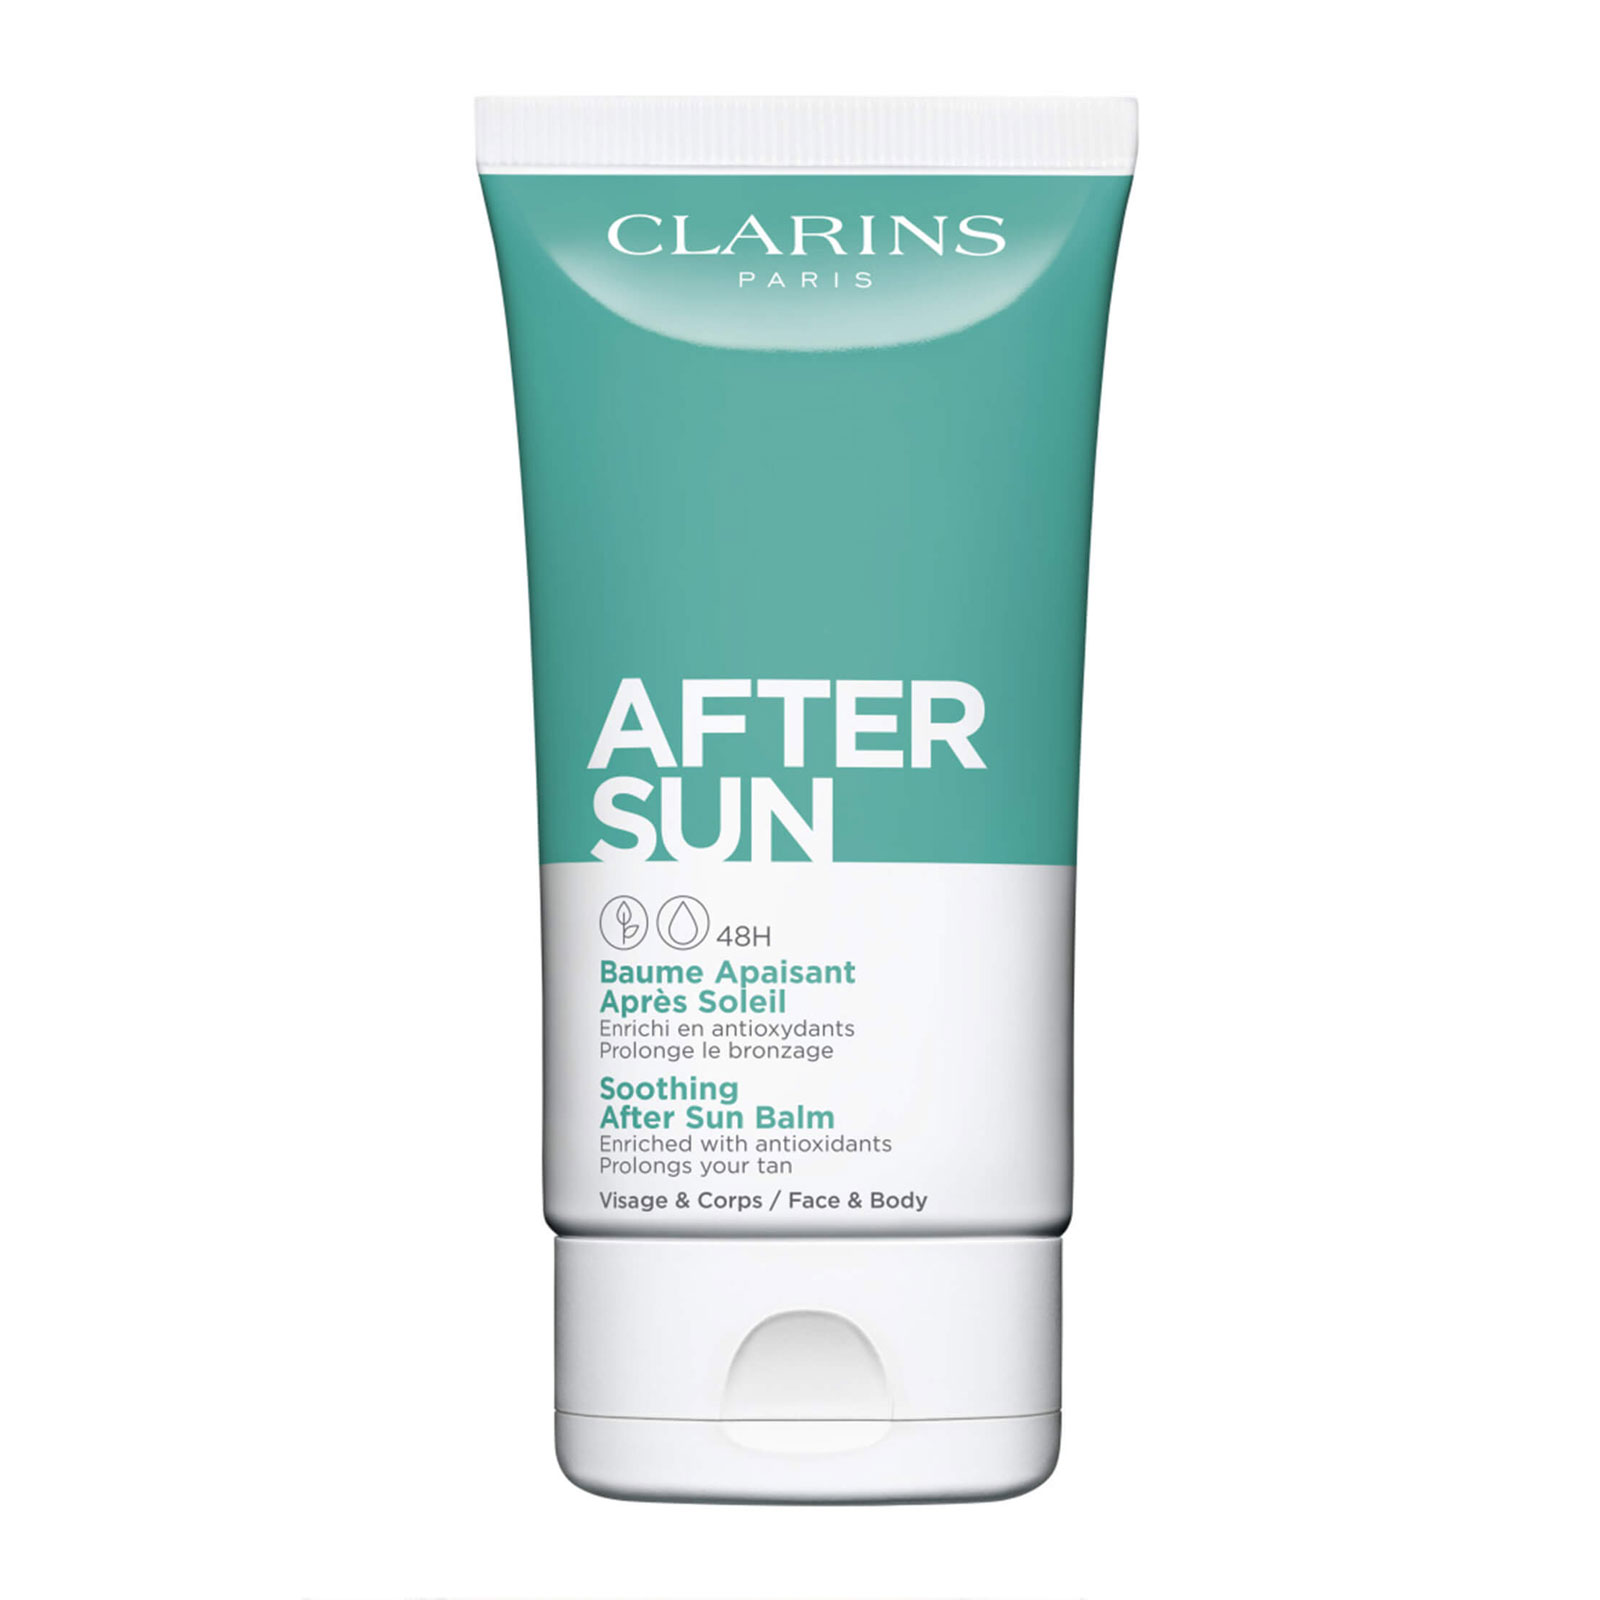 CLARINS
PARIS
AFTER
SUN
48H
Baume Apaisant
Après Soleil
Enrichi en antioxydants
Prolonge le bronzage
Soothing
After Sun Balm
Enriched with antioxidants
Prolongs your tan
Visage & Corps / Face & Body